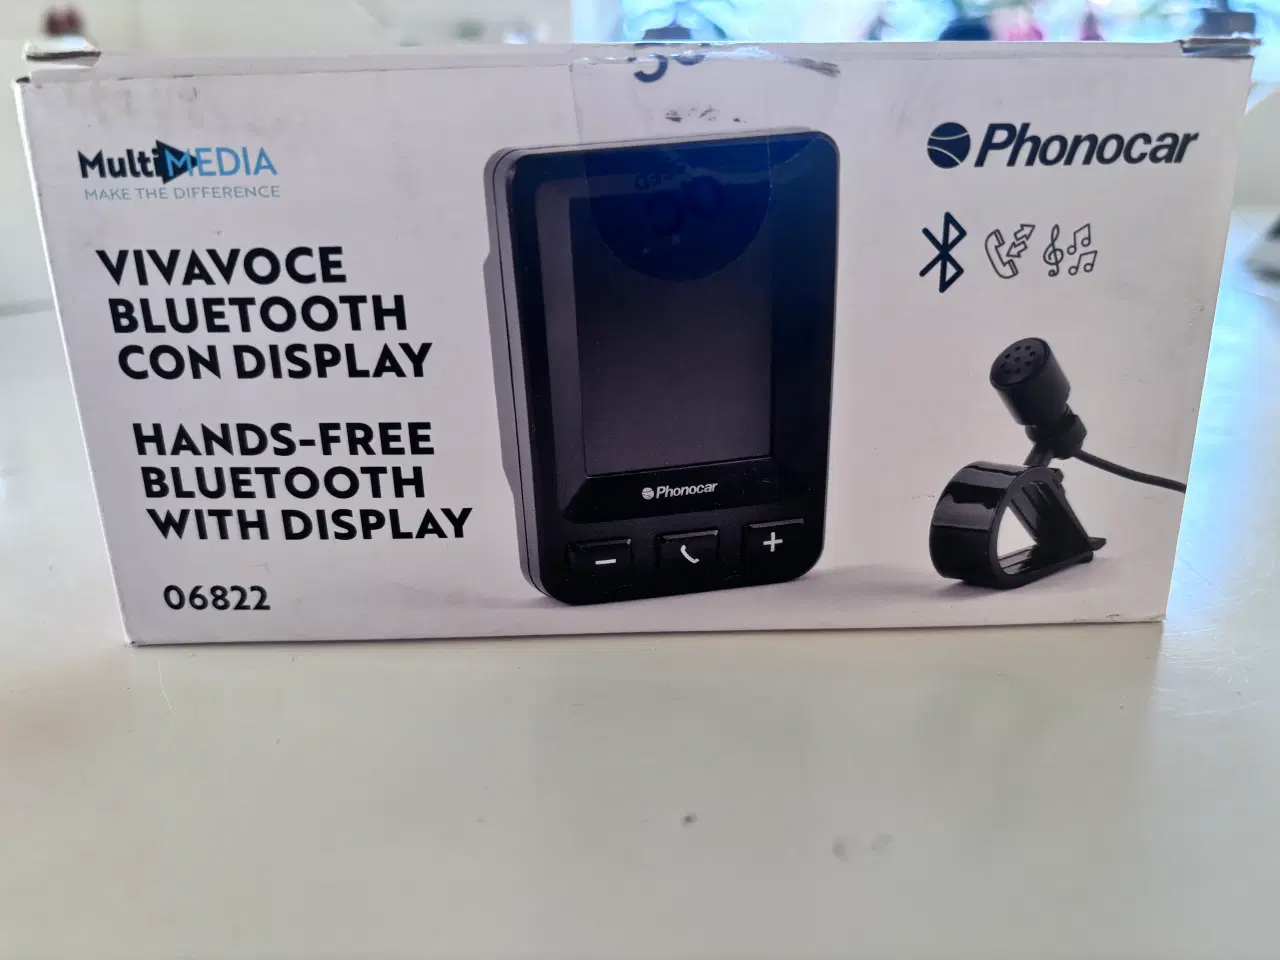 MultiMEDIA
MAKE THE DIFFERENCE
Phonocar
VIVAVOCE
BLUETOOTH
CON DISPLAY
HANDS-FREE
BLUETOOTH
WITH DISPLAY
06822
Phonocar